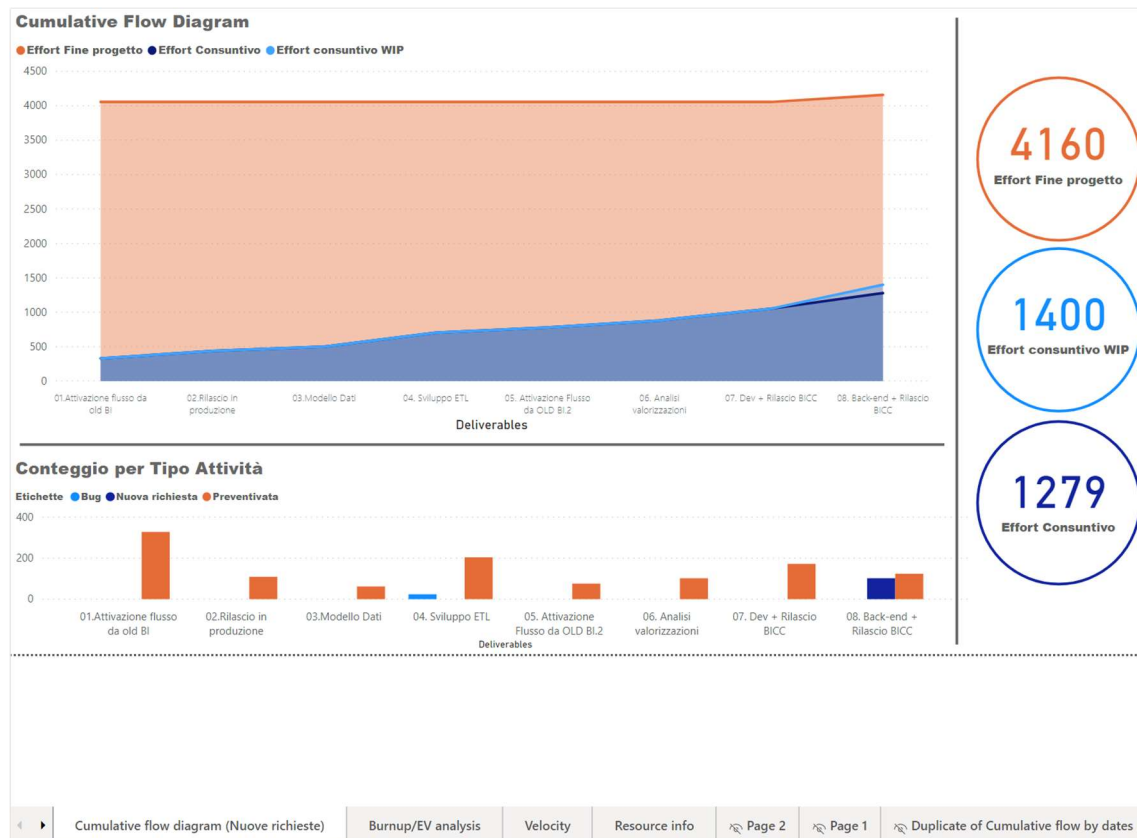 Cumulative Flow Diagram
Effort Fine progetto Effort Consuntivo Effort consuntivo WIP
4500
4000
3500
3000
2500
2000
1500
1000
500
0
01.Attivazione flusso da old BI
02.Rilascio in produzione
03.Modello Dati
04. Sviluppo ETL
05. Attivazione Flusso da OLD BI.2
06. Analisi valorizzazioni
07. Dev + Rilascio BICC
08. Back-end + Rilascio BICC
Deliverables
4160
Effort Fine progetto
1400
Effort consuntivo WIP
1279
Effort Consuntivo
Conteggio per Tipo Attività
Etichette Bug Nuova richiesta Preventivata
400
200
0
01.Attivazione flusso da old BI
02.Rilascio in produzione
03.Modello Dati
04. Sviluppo ETL
05. Attivazione Flusso da OLD BI.2
06. Analisi valorizzazioni
07. Dev + Rilascio BICC
08. Back-end + Rilascio BICC
Deliverables
Cumulative flow diagram (Nuove richieste) Burnup/EV analysis Velocity Resource info Page 2 Page 1 Duplicate of Cumulative flow by dates